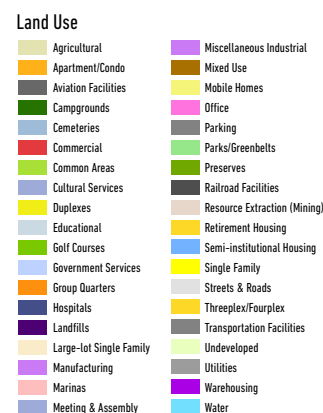 Land Use
Agricultural
Apartment/Condo
Aviation Facilities
Campgrounds
Cemeteries
Commercial
Common Areas
Cultural Services
Duplexes
Educational
Golf Courses
Government Services
Group Quarters
Hospitals
Landfills
Large-lot Single Family
Manufacturing
Marinas
Meeting & Assembly
Miscellaneous Industrial
Mixed Use
Mobile Homes
Office
Parking
Parks/Greenbelts
Preserves
Railroad Facilities
Resource Extraction (Mining)
Retirement Housing
Semi-institutional Housing
Single Family
Streets & Roads
Threeplex/Fourplex
Transportation Facilities
Undeveloped
Utilities
Warehousing
Water